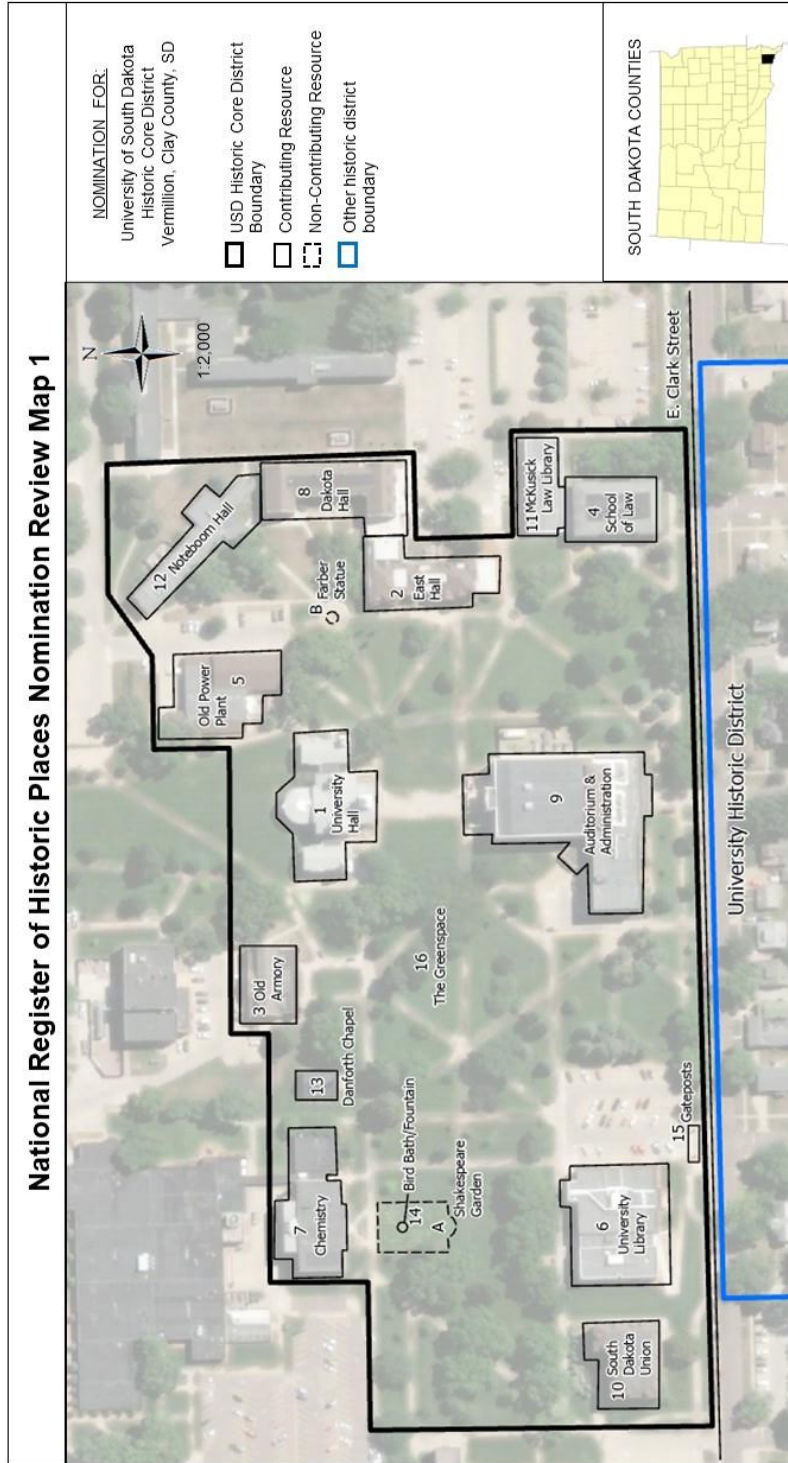 National Register of Historic Places Nomination Review Map 1
NOMINATION FOR:
University of South Dakota
Historic Core District
Vermillion, Clay County, SD
USD Historic Core District
Boundary
Contributing Resource
Non-Contributing Resource
Other historic district
boundary
SOUTH DAKOTA COUNTIES
N
1:2,000
12 Noteboom Hall
8
Dakota
Hall
B Farber
Statue
2
East
Hall
11 McKusick
Law Library
4
School
of Law
Old Power
Plant
5
1
University
Hall
9
Auditorium &
Administration
3 Old
Armory
16
The Greenspace
13
Danforth Chapel
7
Chemistry
Bird Bath/Fountain
14
A
Shakespeare
Garden
15 Gateposts
6
University
Library
10 South
Dakota
Union
E. Clark Street
University Historic District